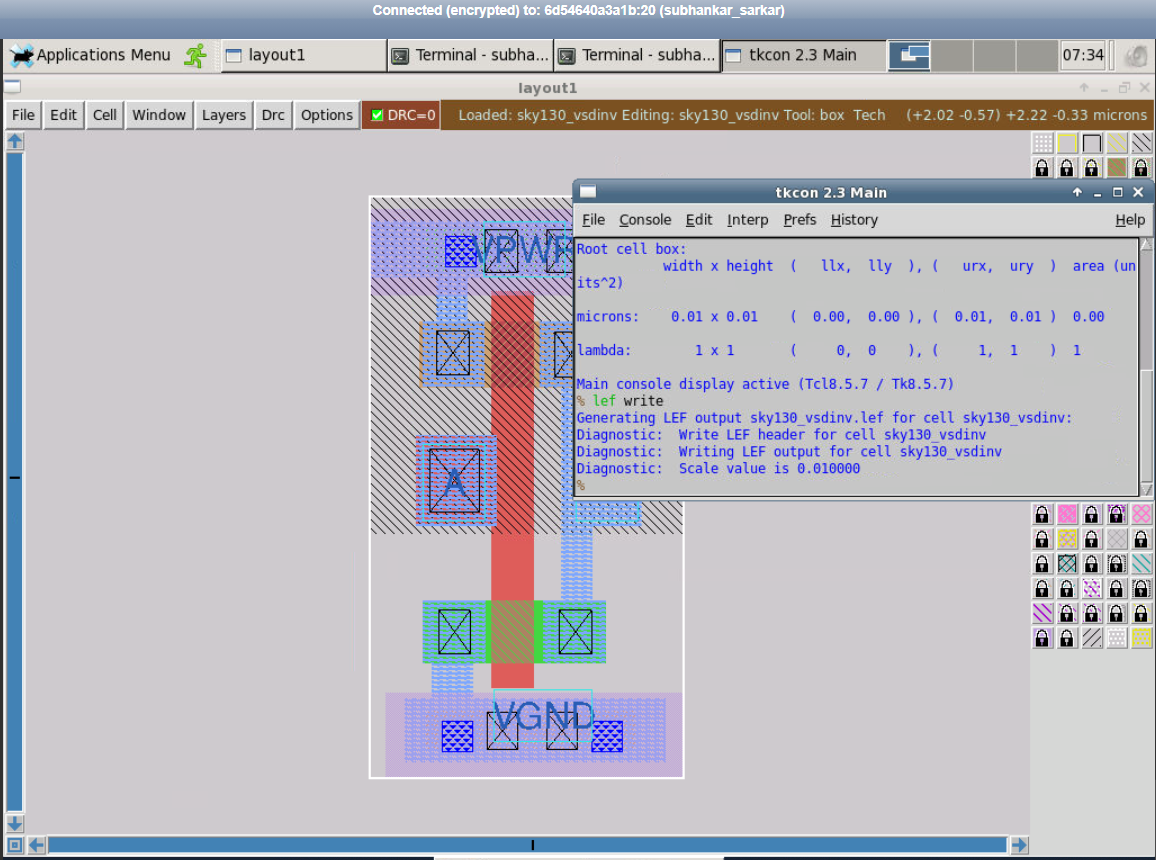 Connected (encrypted) to: 6d54640a3a1b:20 (subhankar_sarkar)
Applications Menu layout1 Terminal - subha... Terminal - subha... tkcon 2.3 Main 07:34
layout1
File Edit Cell Window Layers Drc Options DRC=0 Loaded: sky130_vsdinv Editing: sky130_vsdinv Tool: box Tech (+2.02 -0.57) +2.22 -0.33 microns
tkcon 2.3 Main
File Console Edit Interp Prefs History Help
Root cell box:
width x height ( llx, lly ), ( urx, ury ) area (un
its^2)
microns: 0.01 x 0.01 ( 0.00, 0.00 ), ( 0.01, 0.01 ) 0.00
lambda: 1 x 1 ( 0, 0 ), ( 1, 1 ) 1
Main console display active (Tcl8.5.7 / Tk8.5.7)
% lef write
Generating LEF output sky130_vsdinv.lef for cell sky130_vsdinv:
Diagnostic: Write LEF header for cell sky130_vsdinv
Diagnostic: Writing LEF output for cell sky130_vsdinv
Diagnostic: Scale value is 0.010000
%
A
VGND